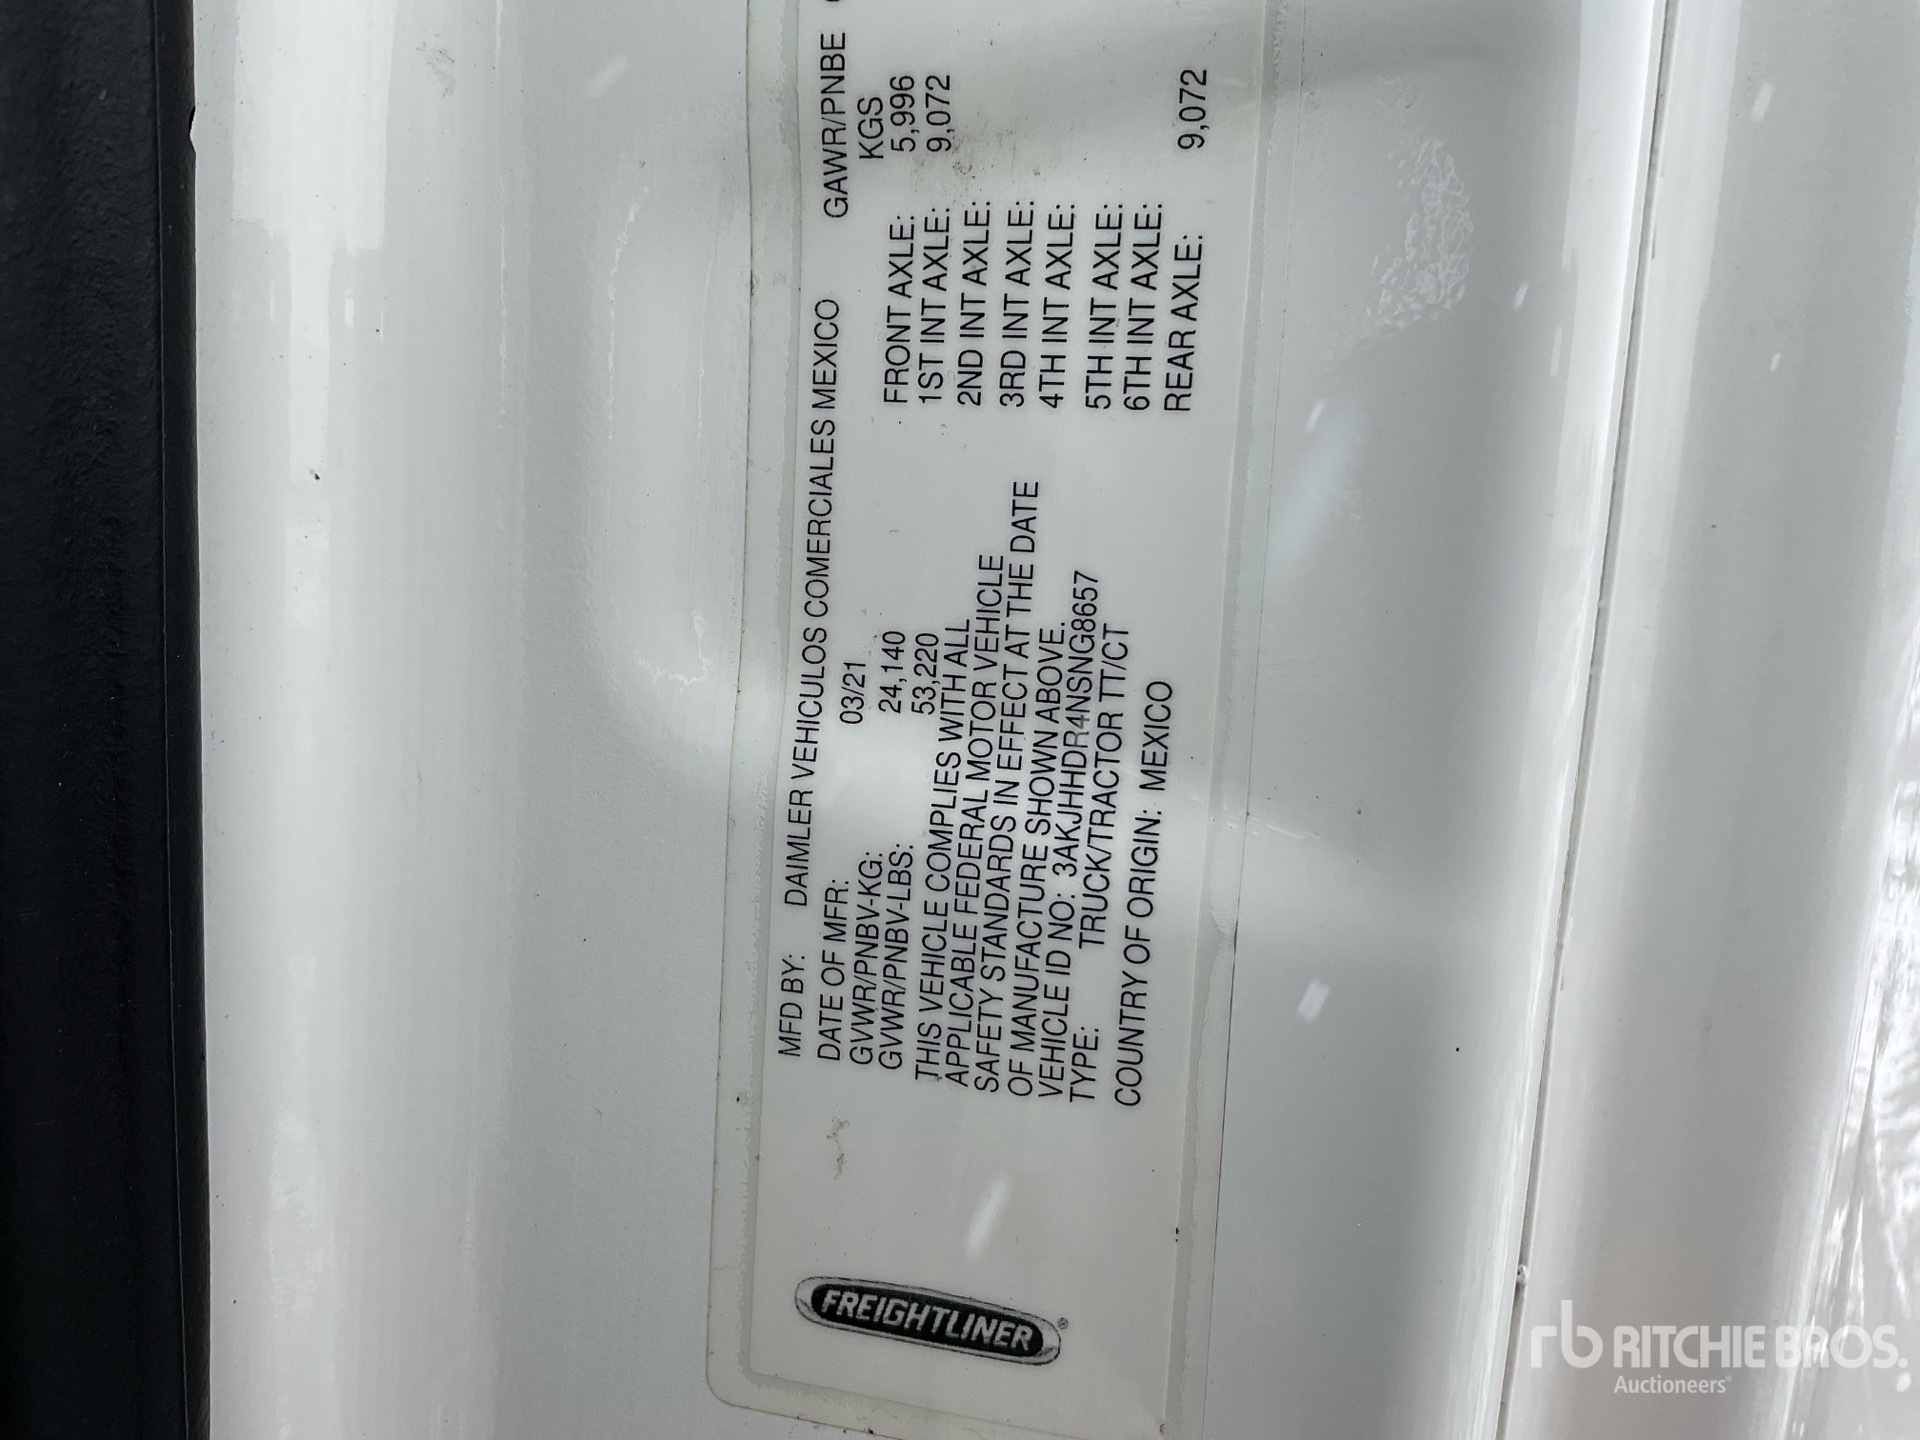 FREIGHTLINER®
MFD BY: DAIMLER VEHICULOS COMERCIALES MEXICO GAWR/PNBE
DATE OF MFR: 03/21 KGS
GVWR/PNBV-KG: 24,140 FRONT AXLE: 5,996
GVWR/PNBV-LBS: 53,220 1ST INT AXLE: 9,072
THIS VEHICLE COMPLIES WITH ALL 2ND INT AXLE:
APPLICABLE FEDERAL MOTOR VEHICLE 3RD INT AXLE:
SAFETY STANDARDS IN EFFECT AT THE DATE 4TH INT AXLE:
OF MANUFACTURE SHOWN ABOVE. 5TH INT AXLE:
VEHICLE ID NO: 3AKJHHDR4NSNG8657 6TH INT AXLE:
TYPE: TRUCK/TRACTOR TT/CT REAR AXLE: 9,072
COUNTRY OF ORIGIN: MEXICO
rb RITCHIE BROS.
Auctioneers